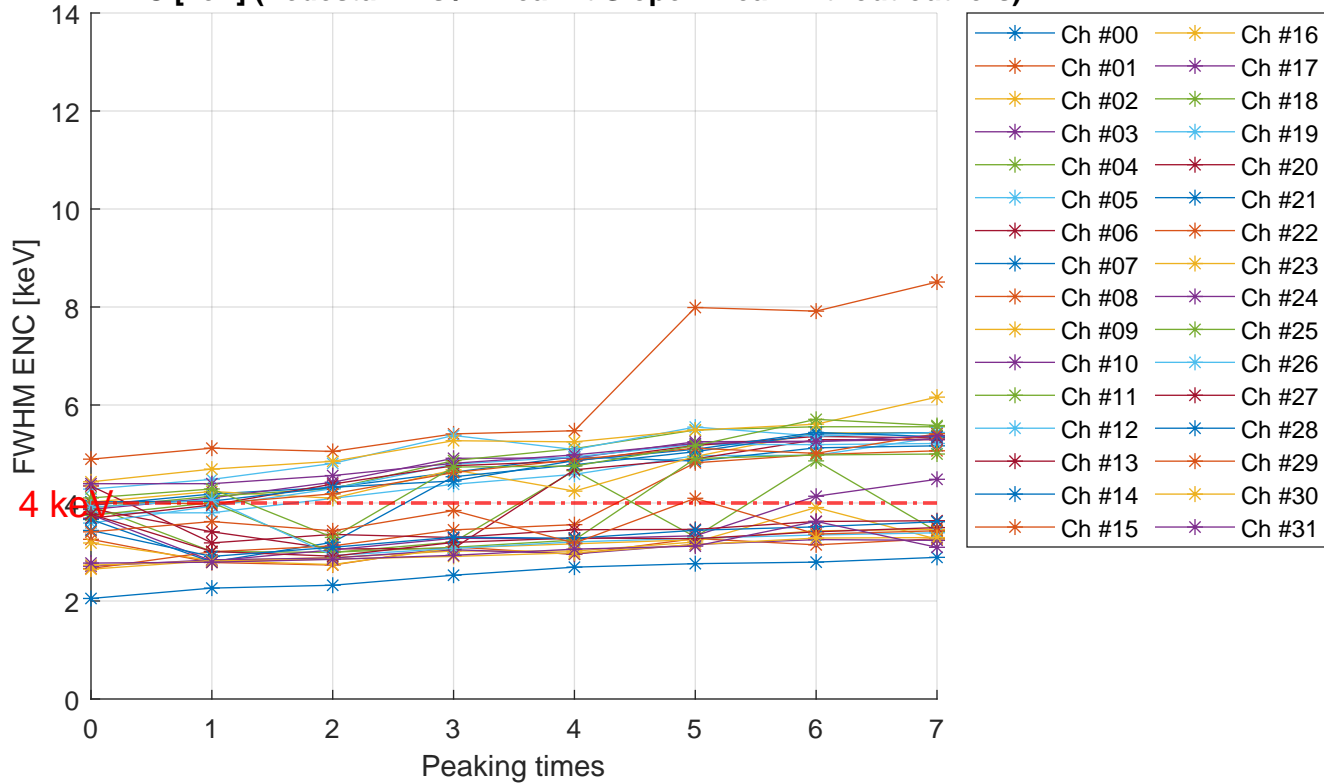 14
12
10
8
6
4
2
0
4 keV
0 1 2 3 4 5 6 7
Peaking times
FWHM ENC [keV]
Ch #00
Ch #01
Ch #02
Ch #03
Ch #04
Ch #05
Ch #06
Ch #07
Ch #08
Ch #09
Ch #10
Ch #11
Ch #12
Ch #13
Ch #14
Ch #15
Ch #16
Ch #17
Ch #18
Ch #19
Ch #20
Ch #21
Ch #22
Ch #23
Ch #24
Ch #25
Ch #26
Ch #27
Ch #28
Ch #29
Ch #30
Ch #31